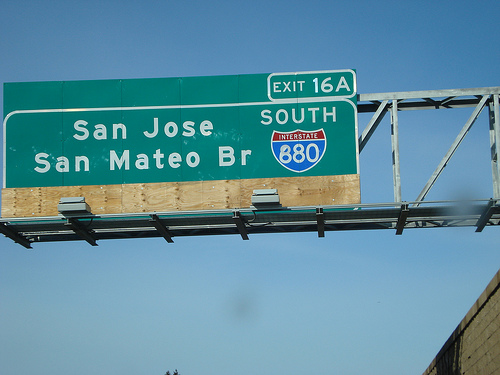 EXIT 16A
SOUTH
San Jose
San Mateo Br
INTERSTATE
880